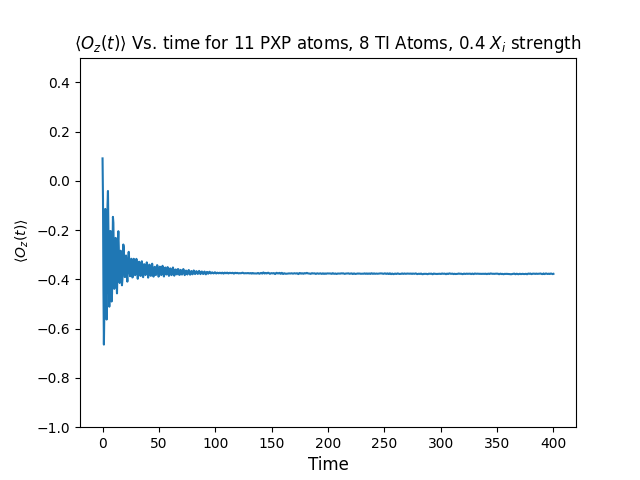 ⟨O_z(t)⟩ Vs. time for 11 PXP atoms, 8 TI Atoms, 0.4 X_i strength
0.4
0.2
0.0
−0.2
−0.4
−0.6
−0.8
−1.0
⟨O_z(t)⟩
0 50 100 150 200 250 300 350 400
Time